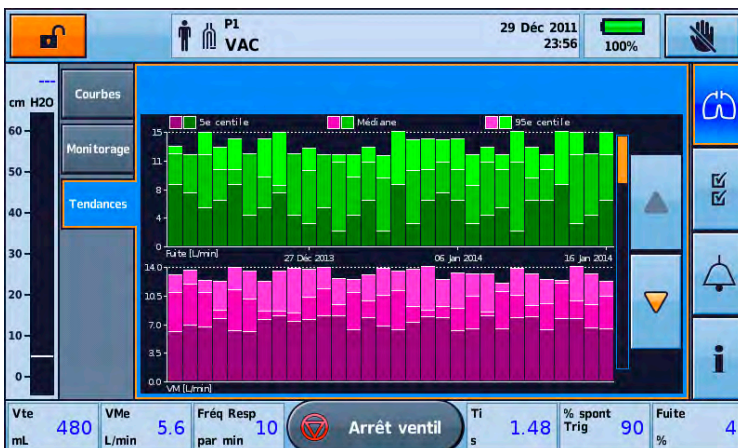 P1
VAC
29 Déc 2011
23:56
100%
---
cm H2O
60
50
40
30
20
10
0
Courbes
Monitorage
Tendances
5e centile
Médiane
95e centile
15
11
8
4
0
Fuite [L/min]
27 Déc 2013
06 Jan 2014
16 Jan 2014
14.0
10.5
7.0
3.5
0.0
VM [L/min]
i
Vte
480
mL
VMe
5.6
L/min
Fréq Resp
10
par min
Arrêt ventil
Ti
1.48
s
% spont
Trig
90
Fuite
4
%